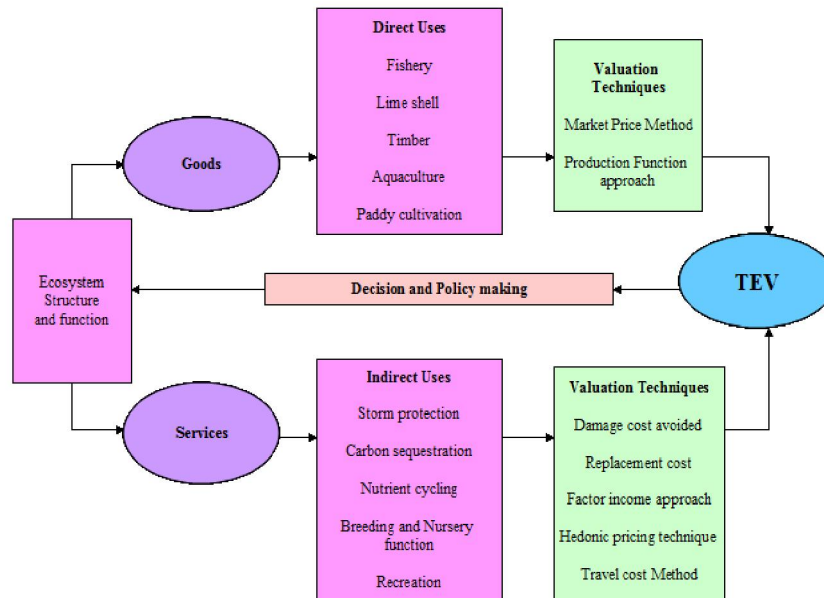 Direct Uses
Fishery
Lime shell
Timber
Aquaculture
Paddy cultivation
Valuation
Techniques
Market Price Method
Production Function
approach
Goods
Ecosystem
Structure
and function
Decision and Policy making
TEV
Services
Indirect Uses
Storm protection
Carbon sequestration
Nutrient cycling
Breeding and Nursery
function
Recreation
Valuation Techniques
Damage cost avoided
Replacement cost
Factor income approach
Hedonic pricing technique
Travel cost Method